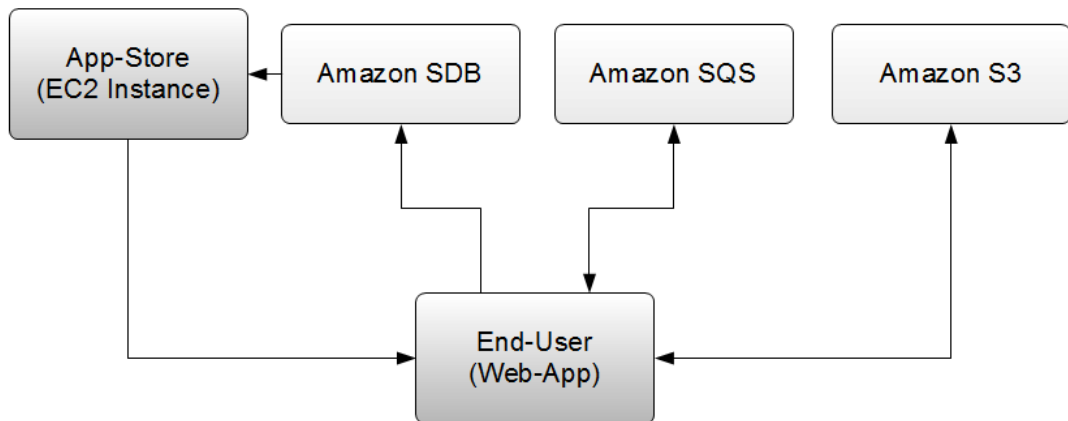 App-Store
(EC2 Instance)
Amazon SDB
Amazon SQS
Amazon S3
End-User
(Web-App)